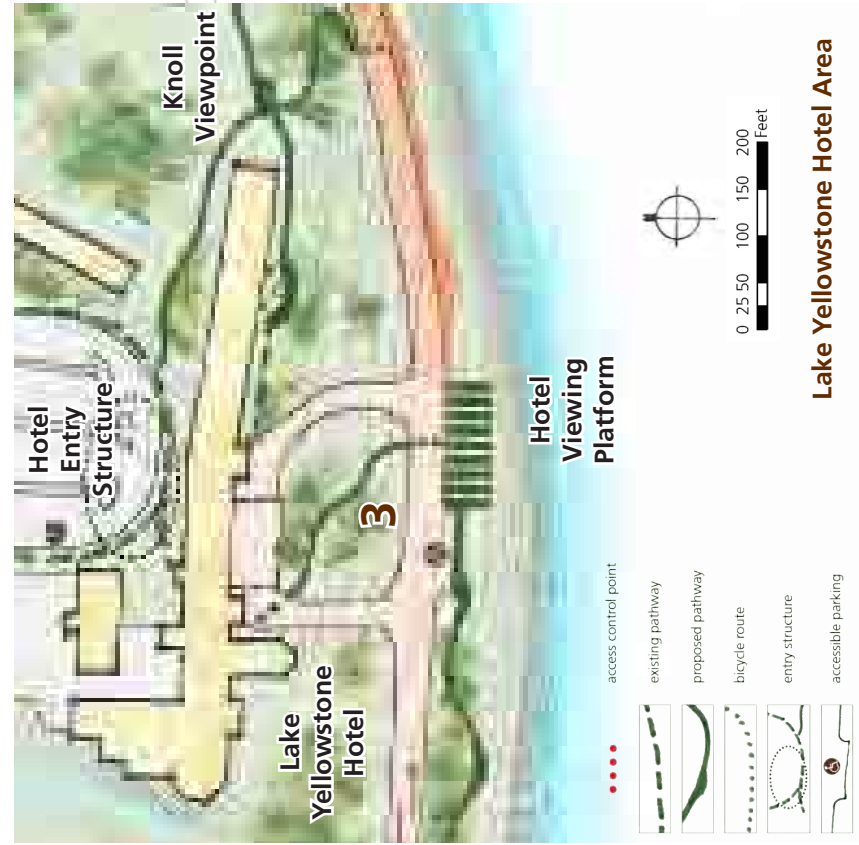 Knoll
Viewpoint
Hotel
Entry
Structure
3
Lake
Yellowstone
Hotel
Hotel
Viewing
Platform
access control point
existing pathway
proposed pathway
bicycle route
entry structure
accessible parking
0 25 50 100 150 200
Feet
Lake Yellowstone Hotel Area